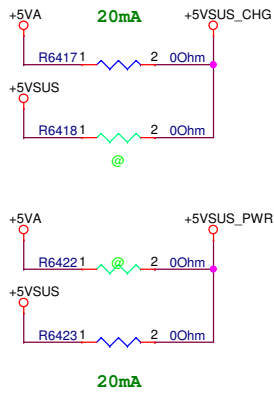 +5VA 20mA +5VSUS_CHG
R6417 1 2 0Ohm
+5VSUS
R6418 1 2 0Ohm
@
+5VA +5VSUS_PWR
@
R6422 1 2 0Ohm
+5VSUS
R6423 1 2 0Ohm
20mA